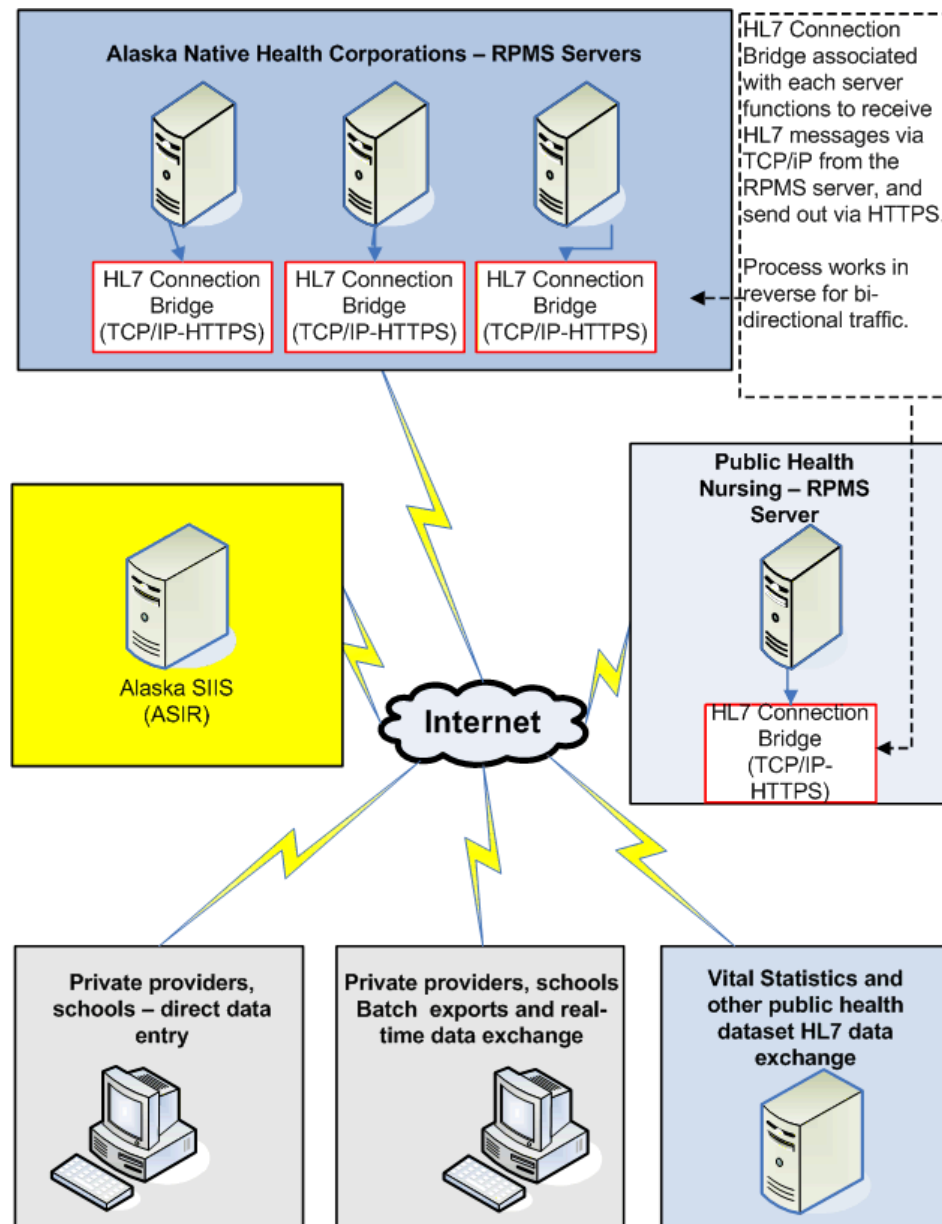 Alaska Native Health Corporations – RPMS Servers
HL7 Connection
Bridge
(TCP/IP-HTTPS)
HL7 Connection
Bridge
(TCP/IP-HTTPS)
HL7 Connection
Bridge
(TCP/IP-HTTPS)
HL7 Connection
Bridge associated
with each server
functions to receive
HL7 messages via
TCP/iP from the
RPMS server, and
send out via HTTPS.
Process works in
reverse for bi-
directional traffic.
Public Health
Nursing – RPMS
Server
HL7 Connection
Bridge
(TCP/IP-
HTTPS)
Alaska SIIS
(ASIR)
Internet
Private providers,
schools – direct data
entry
Private providers, schools
Batch exports and real-
time data exchange
Vital Statistics and
other public health
dataset HL7 data
exchange